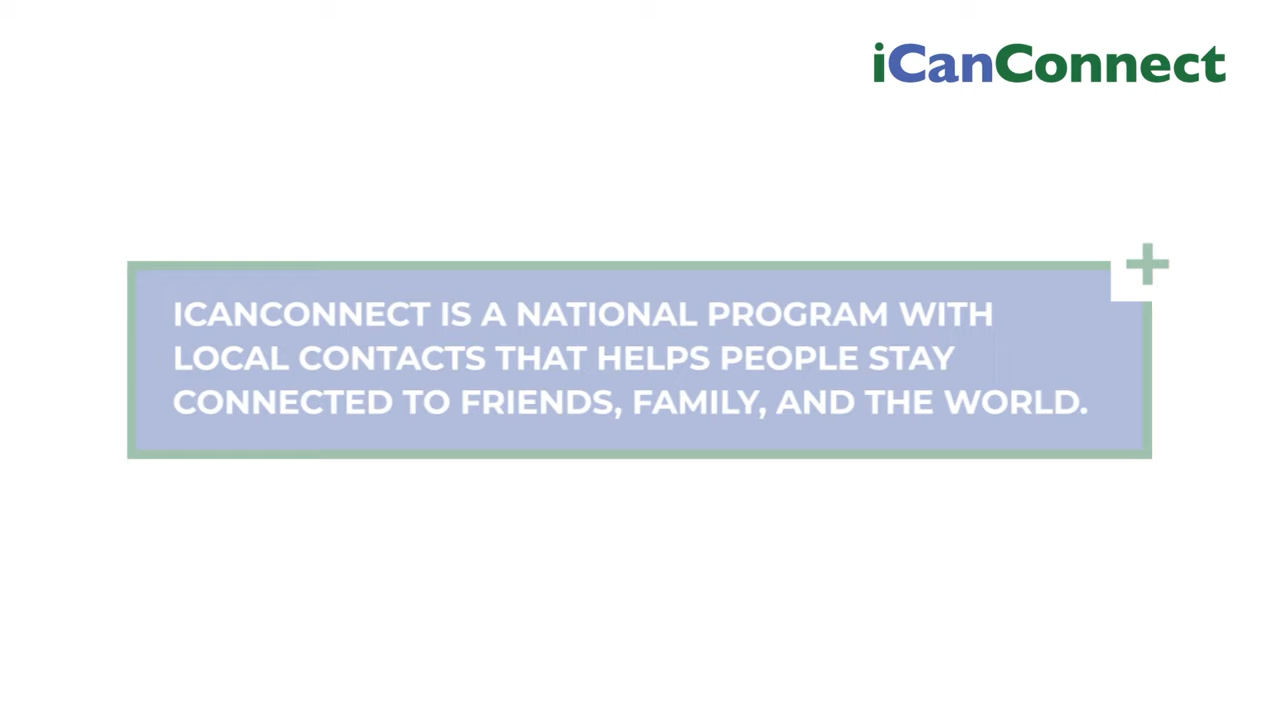 iCanConnect
ICANCONNECT IS A NATIONAL PROGRAM WITH
LOCAL CONTACTS THAT HELPS PEOPLE STAY
CONNECTED TO FRIENDS, FAMILY, AND THE WORLD.